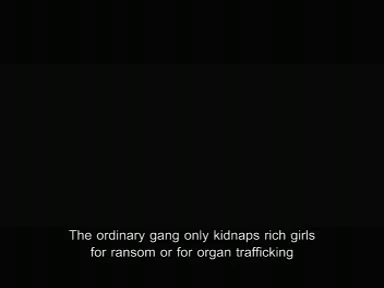 The ordinary gang only kidnaps rich girls
for ransom or for organ trafficking